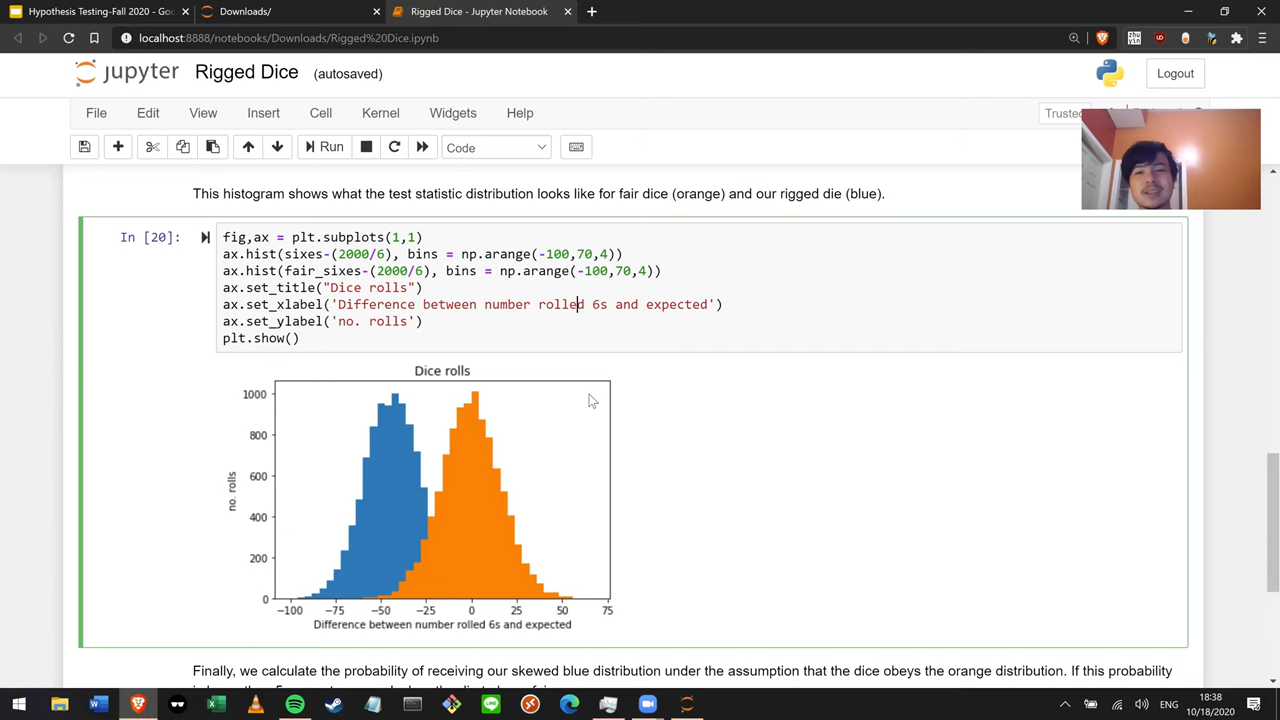 Hypothesis Testing-Fall 2020 - Goo
Downloads/
Rigged Dice - Jupyter Notebook
localhost:8888/notebooks/Downloads/Rigged%20Dice.ipynb
jupyter Rigged Dice (autosaved)
Logout
File Edit View Insert Cell Kernel Widgets Help
Trusted
Run
Code
This histogram shows what the test statistic distribution looks like for fair dice (orange) and our rigged die (blue).
In [20]:
fig,ax = plt.subplots(1,1)
ax.hist(sixes-(2000/6), bins = np.arange(-100,70,4))
ax.hist(fair_sixes-(2000/6), bins = np.arange(-100,70,4))
ax.set_title("Dice rolls")
ax.set_xlabel('Difference between number rolled 6s and expected')
ax.set_ylabel('no. rolls')
plt.show()
Dice rolls
1000
800
600
400
200
0
no. rolls
−100 −75 −50 −25 0 25 50 75
Difference between number rolled 6s and expected
Finally, we calculate the probability of receiving our skewed blue distribution under the assumption that the dice obeys the orange distribution. If this probability
ENG
18:38
10/18/2020